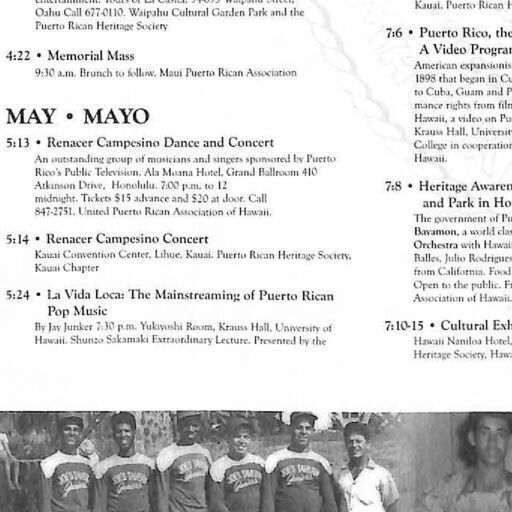 entertainment. Tours of La Casita, 94-695 Waipahu Street,
Oahu Call 677-0110. Waipahu Cultural Garden Park and the
Puerto Rican Heritage Society
4:22 • Memorial Mass
9:30 a.m. Brunch to follow. Maui Puerto Rican Association
MAY • MAYO
5:13 • Renacer Campesino Dance and Concert
An outstanding group of musicians and singers sponsored by Puerto
Rico's Public Television. Ala Moana Hotel, Grand Ballroom 410
Atkinson Drive, Honolulu. 7:00 p.m. to 12
midnight. Tickets $15 advance and $20 at door. Call
847-2751. United Puerto Rican Association of Hawaii.
5:14 • Renacer Campesino Concert
Kauai Convention Center, Lihue, Kauai. Puerto Rican Heritage Society,
Kauai Chapter
5:24 • La Vida Loca: The Mainstreaming of Puerto Rican
Pop Music
By Jay Junker 7:30 p.m. Yukiyoshi Room, Krauss Hall, University of
Hawaii. Shunzo Sakamaki Extraordinary Lecture. Presented by the
Kauai. Puerto Rican H
7:6 • Puerto Rico, the
A Video Program
American expansionis
1898 that began in Cu
to Cuba, Guam and P
mance rights from film
Hawaii, a video on Pu
Krauss Hall, University
College in cooperation
Hawaii.
7:8 • Heritage Awaren
and Park in Ho
The government of Pu
Bayamon, a world clas
Orchestra with Hawaii
Balles, Julio Rodrigues
from California. Food
Open to the public. Fr
Association of Hawaii.
7:10-15 • Cultural Exh
Hawaii Naniloa Hotel,
Heritage Society, Hawa
JOE'S TAVERN
JOE'S TAVERN
JOE'S TAVERN
JOE'S TAVERN